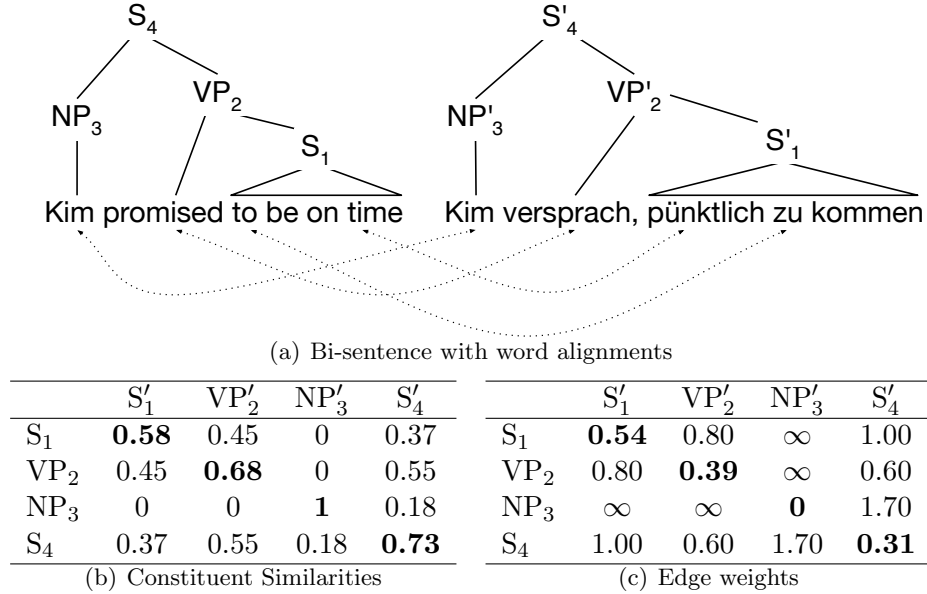 S₄ S'₄
VP₂ VP'₂
NP₃ NP'₃
S₁ S'₁
Kim promised to be on time Kim versprach, pünktlich zu kommen
(a) Bi-sentence with word alignments
S′₁ VP′₂ NP′₃ S′₄
S₁ 0.58 0.45 0 0.37
VP₂ 0.45 0.68 0 0.55
NP₃ 0 0 1 0.18
S₄ 0.37 0.55 0.18 0.73
(b) Constituent Similarities
S′₁ VP′₂ NP′₃ S′₄
S₁ 0.54 0.80 ∞ 1.00
VP₂ 0.80 0.39 ∞ 0.60
NP₃ ∞ ∞ 0 1.70
S₄ 1.00 0.60 1.70 0.31
(c) Edge weights